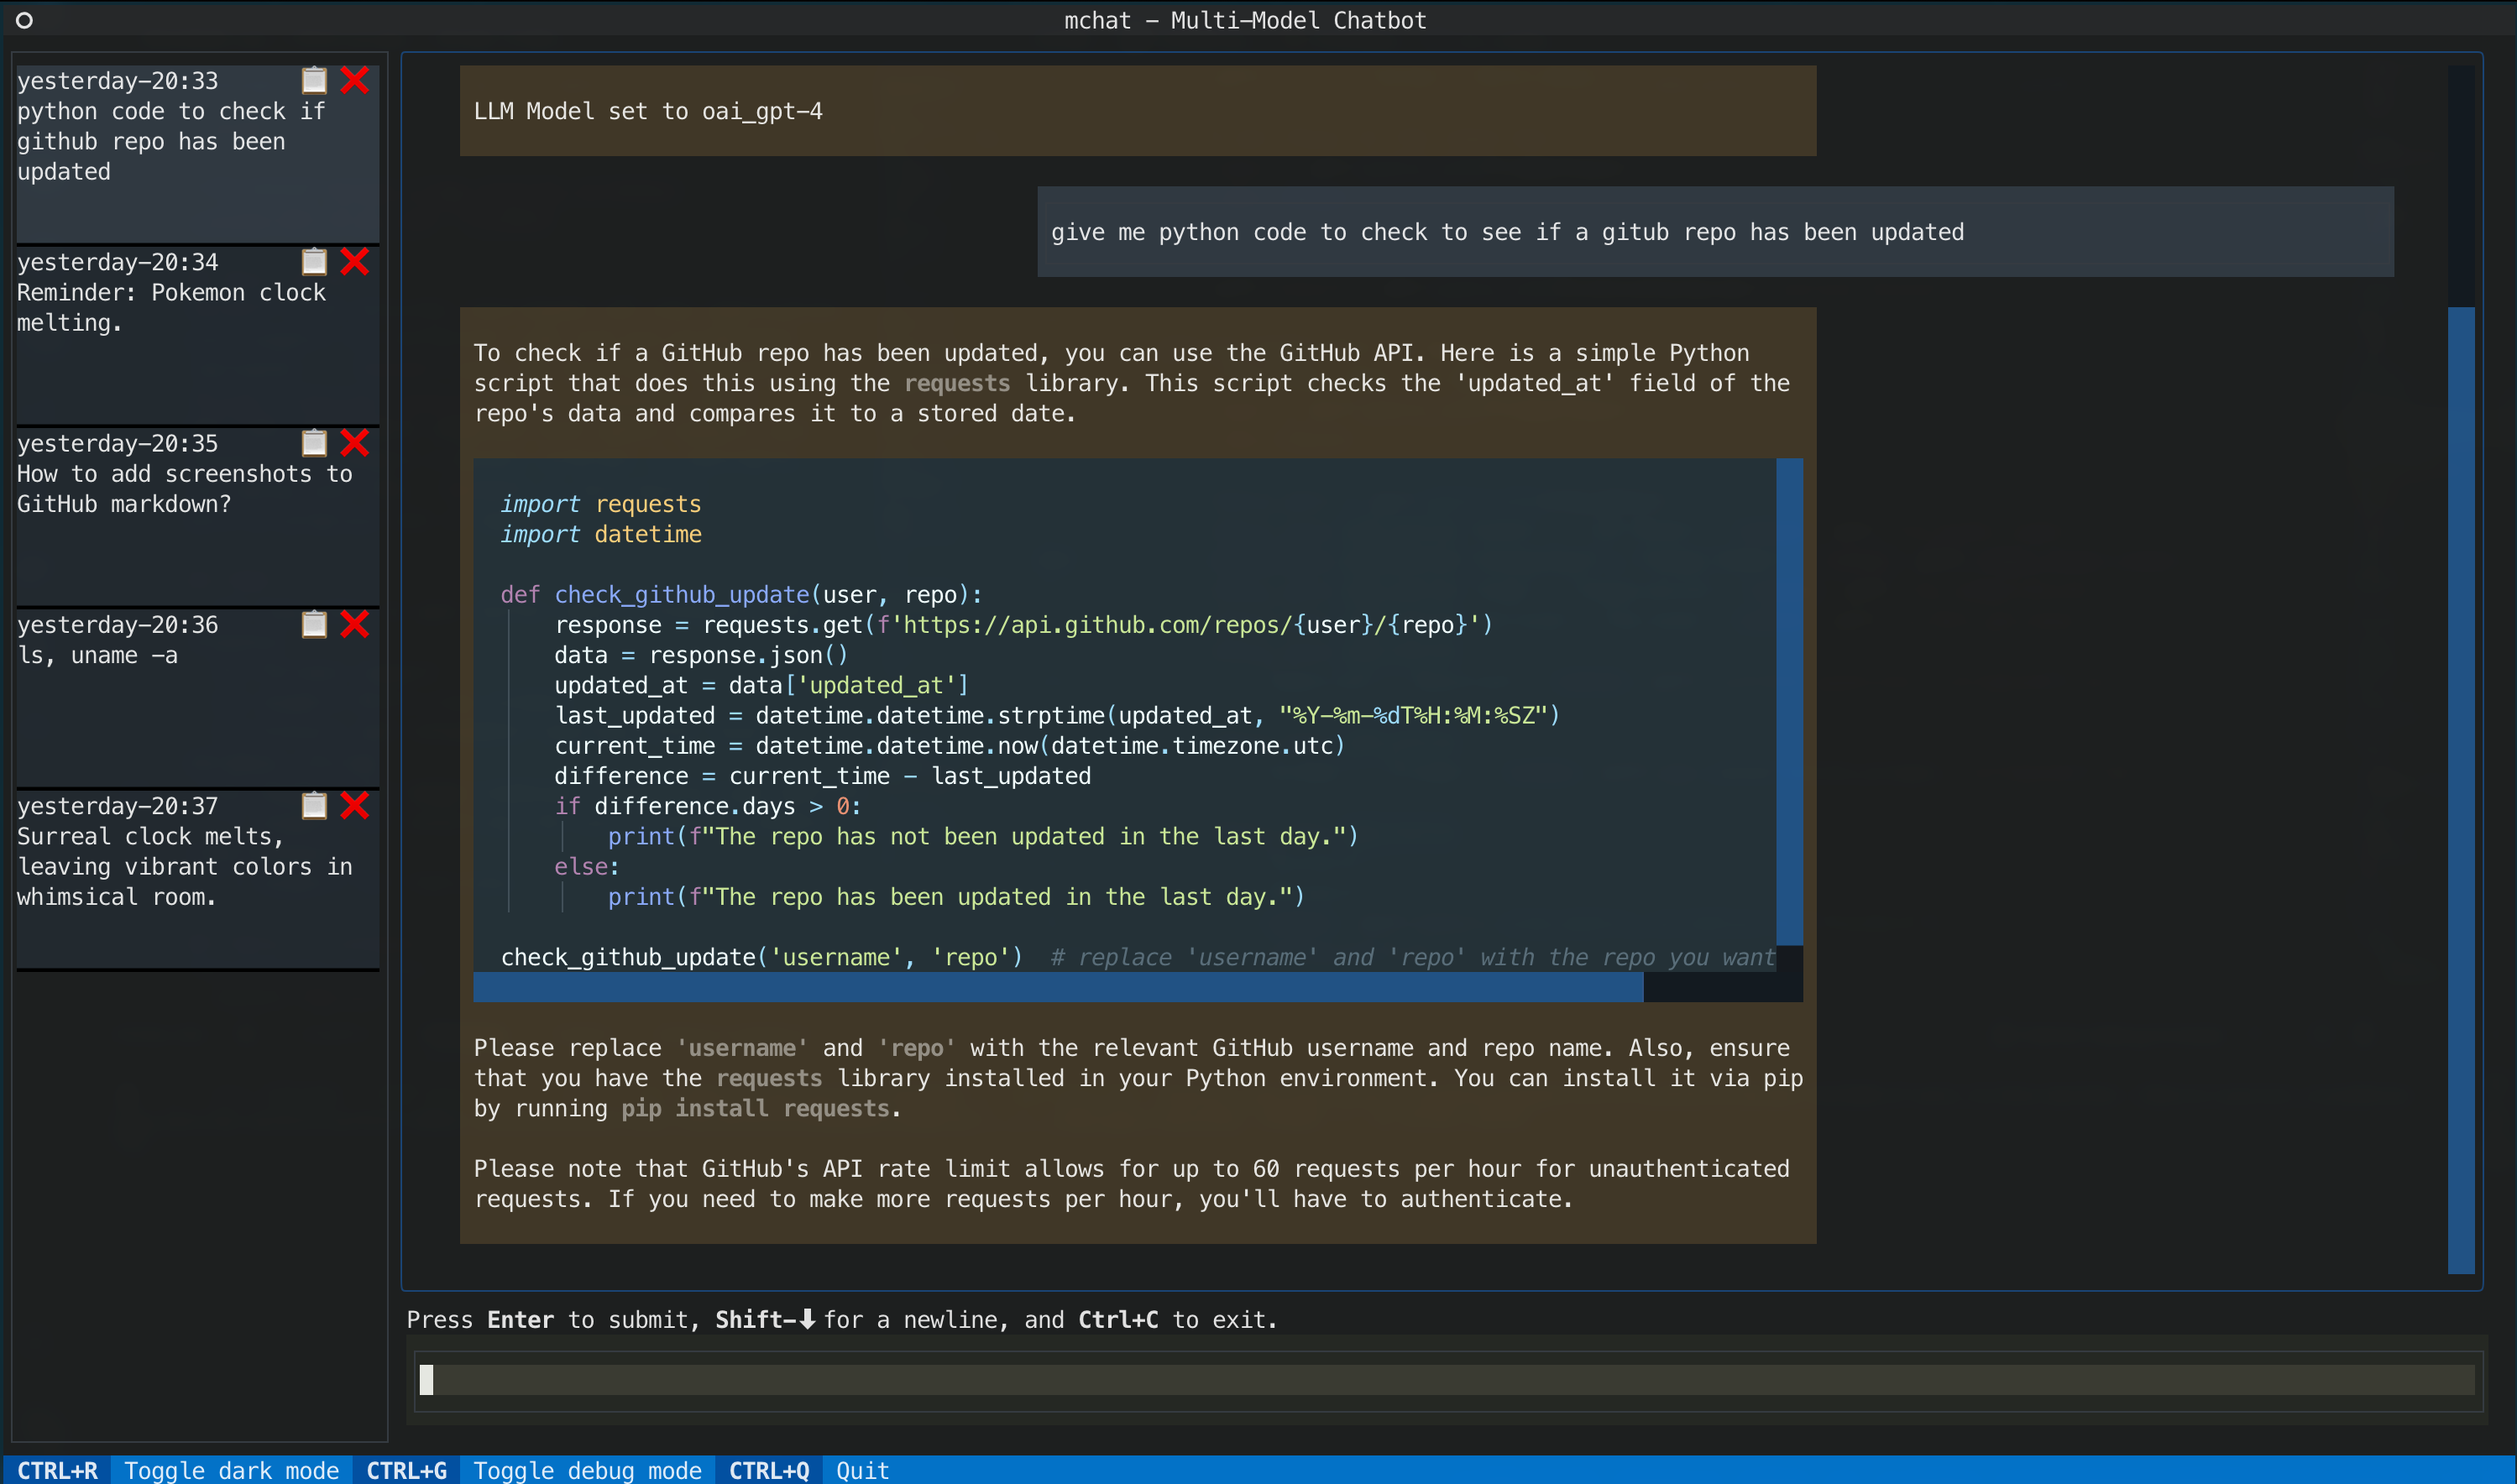 mchat – Multi-Model Chatbot
yesterday-20:33
python code to check if
github repo has been
updated
yesterday-20:34
Reminder: Pokemon clock
melting.
yesterday-20:35
How to add screenshots to
GitHub markdown?
yesterday-20:36
ls, uname -a
yesterday-20:37
Surreal clock melts,
leaving vibrant colors in
whimsical room.
LLM Model set to oai_gpt-4
give me python code to check to see if a gitub repo has been updated
To check if a GitHub repo has been updated, you can use the GitHub API. Here is a simple Python
script that does this using the requests library. This script checks the 'updated_at' field of the
repo's data and compares it to a stored date.
import requests
import datetime
def check_github_update(user, repo):
    response = requests.get(f'https://api.github.com/repos/{user}/{repo}')
    data = response.json()
    updated_at = data['updated_at']
    last_updated = datetime.datetime.strptime(updated_at, "%Y-%m-%dT%H:%M:%SZ")
    current_time = datetime.datetime.now(datetime.timezone.utc)
    difference = current_time - last_updated
    if difference.days > 0:
        print(f"The repo has not been updated in the last day.")
    else:
        print(f"The repo has been updated in the last day.")
check_github_update('username', 'repo')  # replace 'username' and 'repo' with the repo you want
Please replace 'username' and 'repo' with the relevant GitHub username and repo name. Also, ensure
that you have the requests library installed in your Python environment. You can install it via pip
by running pip install requests.
Please note that GitHub's API rate limit allows for up to 60 requests per hour for unauthenticated
requests. If you need to make more requests per hour, you'll have to authenticate.
Press Enter to submit, Shift-⬇ for a newline, and Ctrl+C to exit.
CTRL+R Toggle dark mode CTRL+G Toggle debug mode CTRL+Q Quit